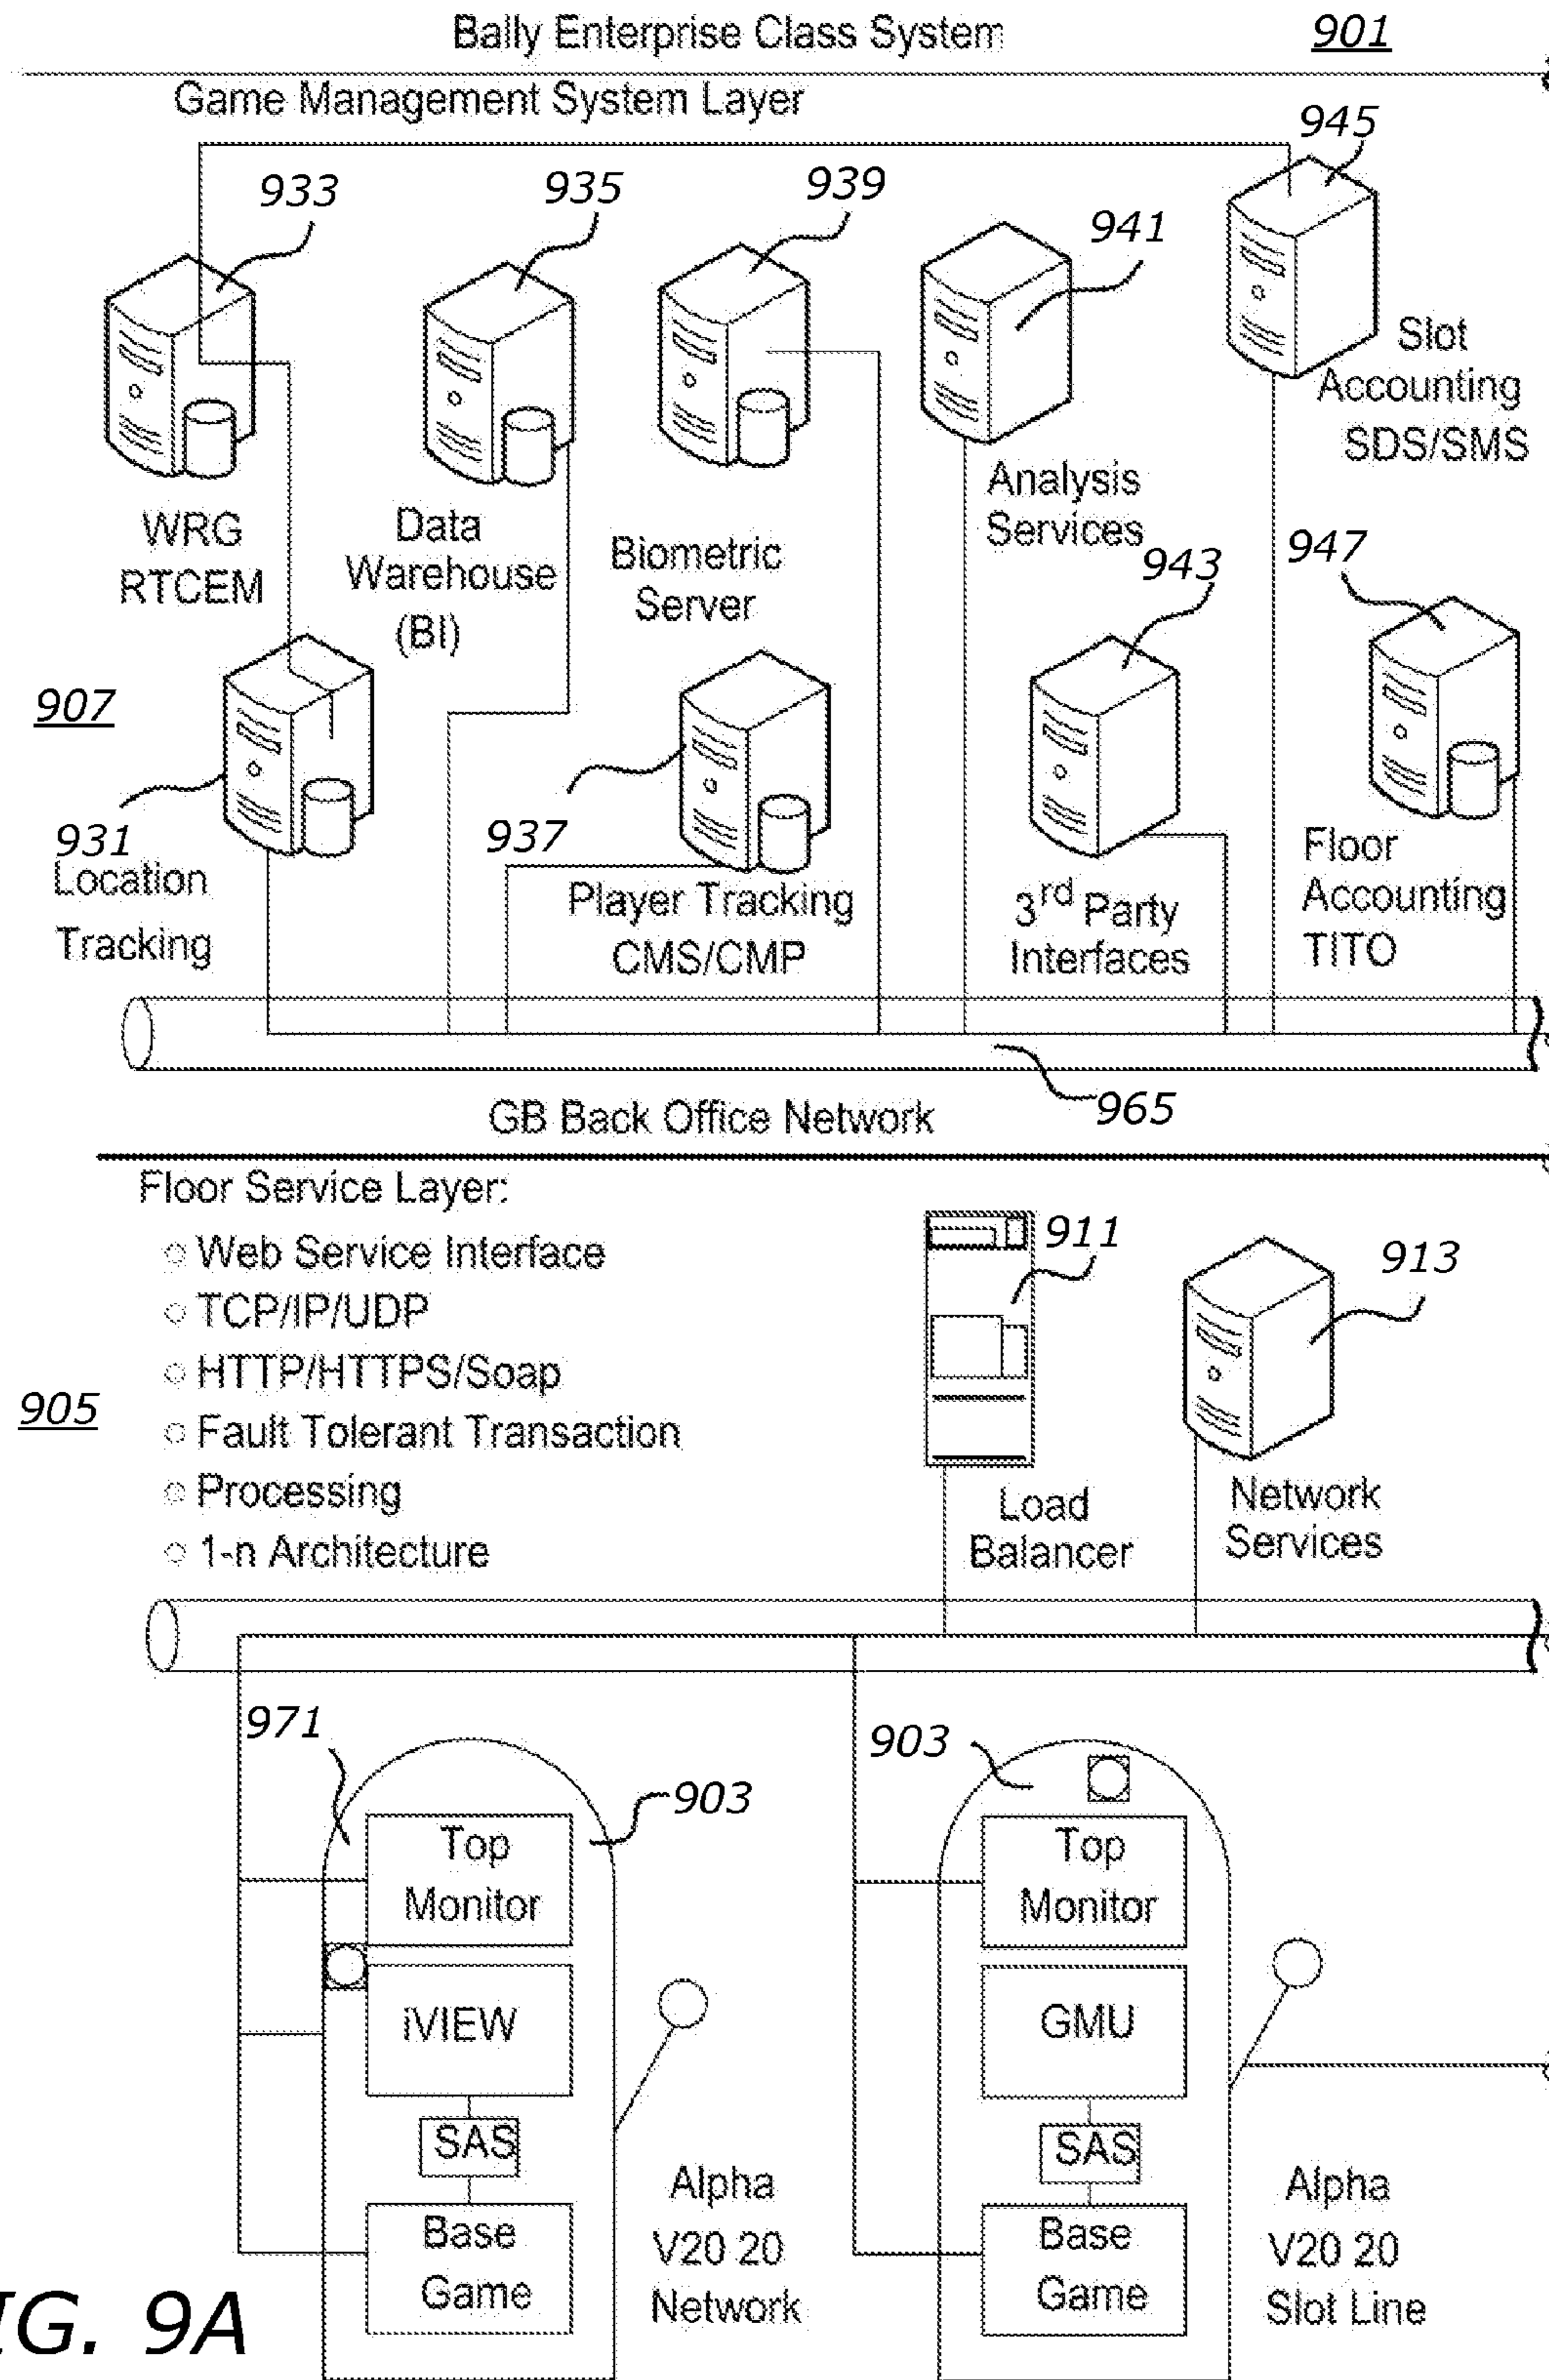 Bally Enterprise Class System
901
Game Management System Layer
945
933
935
939
941
Slot
Accounting
SDS/SMS
WRG
RTCEM
Data
Warehouse
(BI)
Biometric
Server
Analysis
Services
943
947
907
931
Location
Tracking
937
Player Tracking
CMS/CMP
3rd Party
Interfaces
Floor
Accounting
TITO
965
GB Back Office Network
Floor Service Layer:
○ Web Service Interface
○ TCP/IP/UDP
○ HTTP/HTTPS/Soap
○ Fault Tolerant Transaction
○ Processing
○ 1-n Architecture
905
911
913
Load
Balancer
Network
Services
971
903
Top
Monitor
iVIEW
SAS
Base
Game
Alpha
V20 20
Network
903
Top
Monitor
GMU
SAS
Base
Game
Alpha
V20 20
Slot Line
IG. 9A